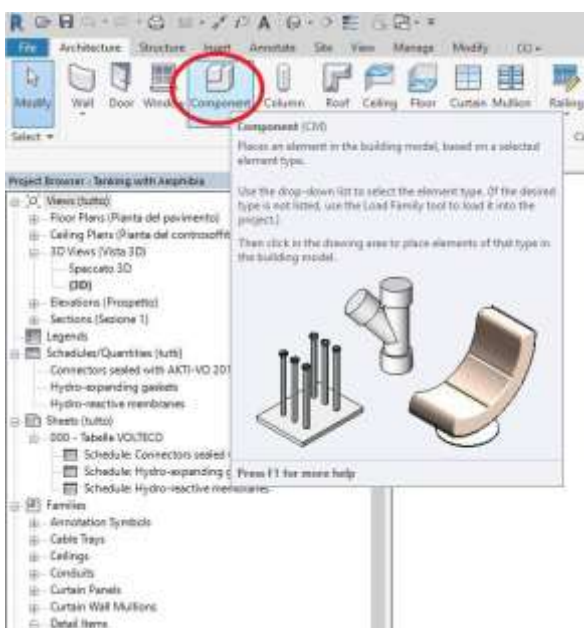 File Architecture Structure Insert Annotate Site View Manage Modify
Modify Wall Door Window Component Column Roof Ceiling Floor Curtain Mullion Railing
Select
Component (CM)
Places an element in the building model, based on a selected
element type.
Use the drop-down list to select the element type. (If the desired
type is not listed, use the Load Family tool to load it into the
project.)
Then click in the drawing area to place elements of that type in
the building model.
Press F1 for more help
Project Browser - Tanking with Amphibia
Views (tutto)
Floor Plans (Pianta del pavimento)
Ceiling Plans (Pianta del controsoffit
3D Views (Vista 3D)
Spaccato 3D
{3D}
Elevations (Prospetto)
Sections (Sezione 1)
Legends
Schedules/Quantities (tutti)
Connectors sealed with AKTI-VO 201
Hydro-expanding gaskets
Hydro-reactive membranes
Sheets (tutto)
000 - Tabelle VOLTECO
Schedule: Connectors sealed
Schedule: Hydro-expanding g
Schedule: Hydro-reactive membranes
Families
Annotation Symbols
Cable Trays
Ceilings
Conduits
Curtain Panels
Curtain Wall Mullions
Detail Items